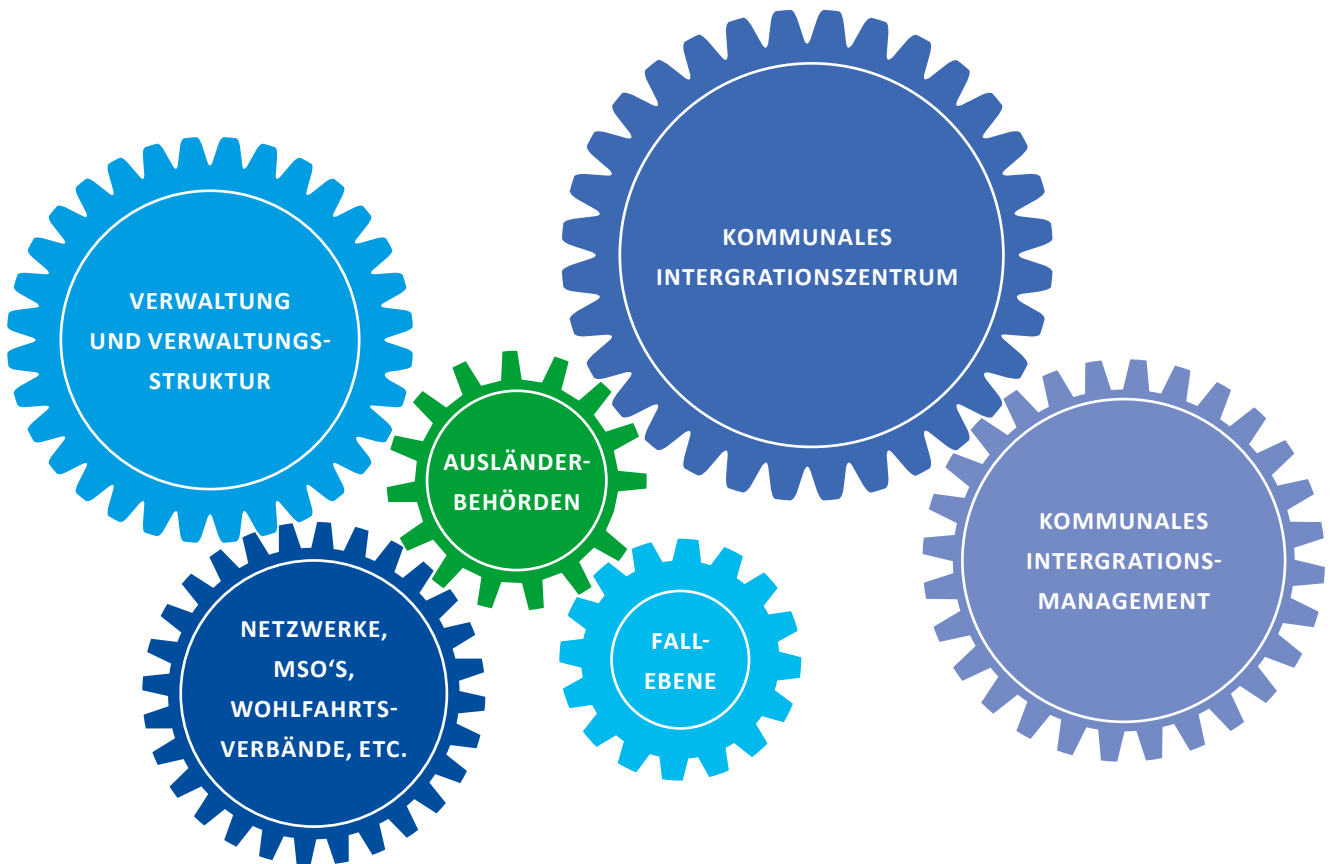 KOMMUNALES
INTERGRATIONSZENTRUM
VERWALTUNG
UND VERWALTUNGS-
STRUKTUR
AUSLÄNDER-
BEHÖRDEN
KOMMUNALES
INTERGRATIONS-
MANAGEMENT
NETZWERKE,
MSO‘S,
WOHLFAHRTS-
VERBÄNDE, ETC.
FALL-
EBENE